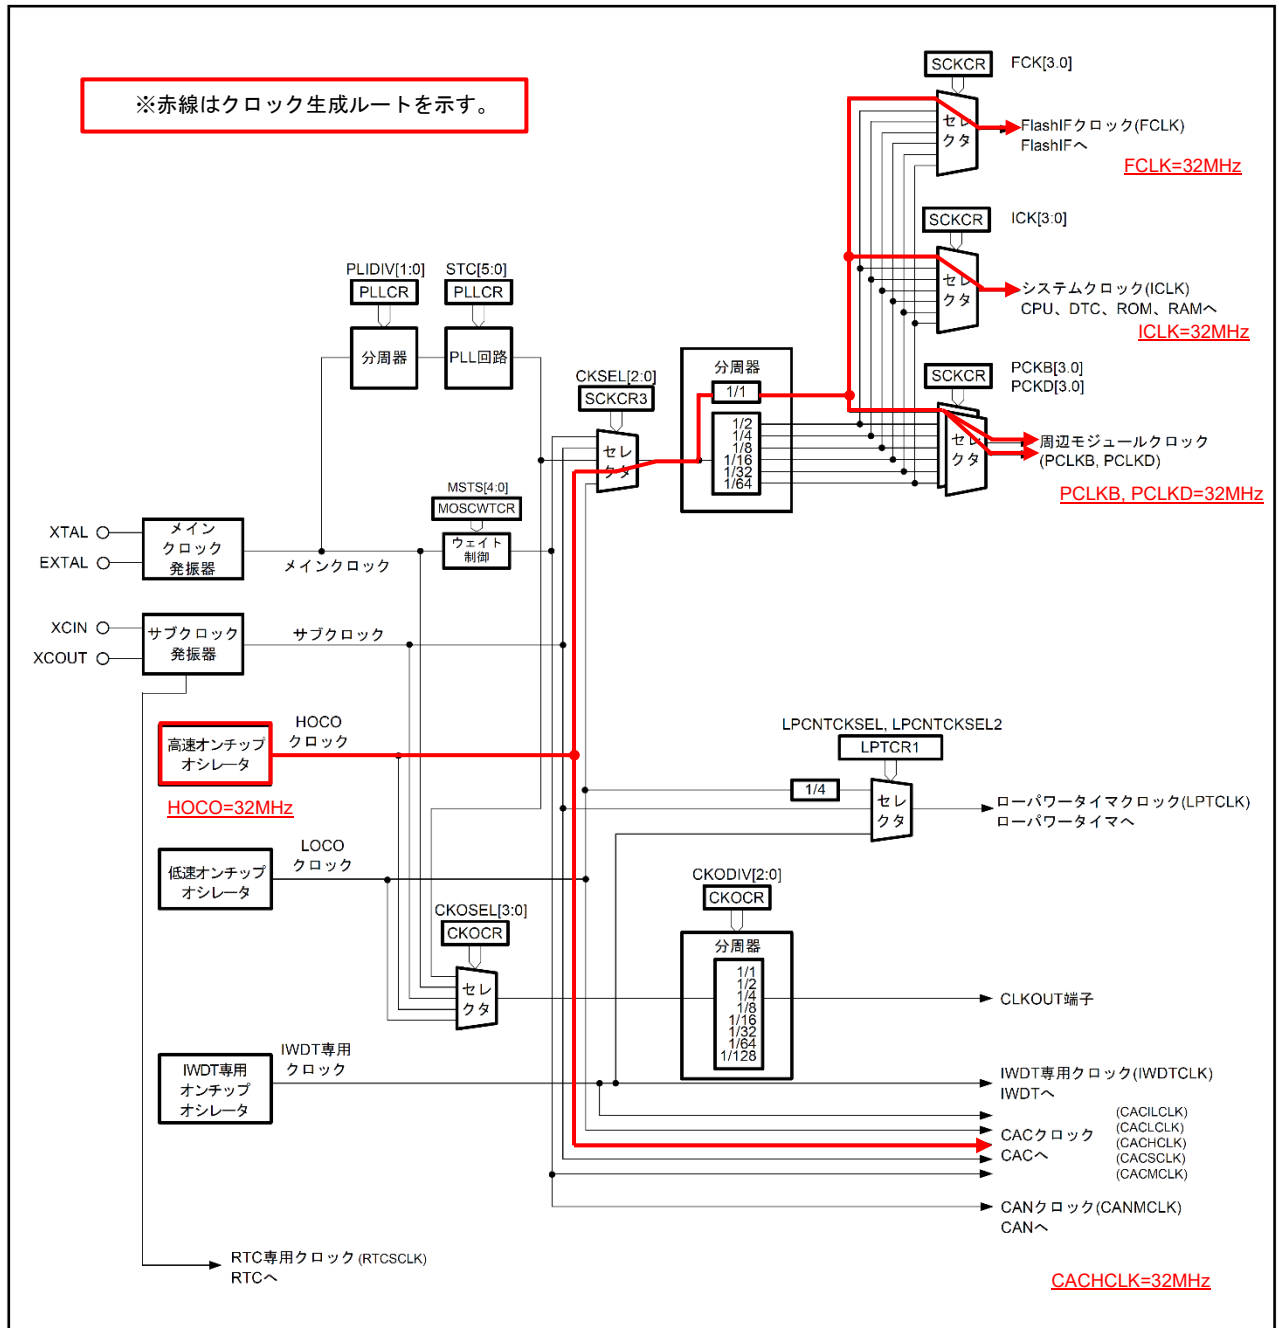 ※赤線はクロック生成ルートを示す。
SCKCR
FCK[3.0]
セレ
クタ
FlashIFクロック(FCLK)
FlashIFへ
FCLK=32MHz
SCKCR
ICK[3:0]
セレ
クタ
システムクロック(ICLK)
CPU、DTC、ROM、RAMへ
ICLK=32MHz
PLIDIV[1:0]
PLLCR
分周器
STC[5:0]
PLLCR
PLL回路
CKSEL[2:0]
SCKCR3
セレ
クタ
分周器
1/1
1/2
1/4
1/8
1/16
1/32
1/64
SCKCR
PCKB[3.0]
PCKD[3.0]
セレ
クタ
周辺モジュールクロック
(PCLKB, PCLKD)
PCLKB, PCLKD=32MHz
MSTS[4:0]
MOSCWTCR
ウェイト
制御
XTAL
EXTAL
メイン
クロック
発振器
メインクロック
XCIN
XCOUT
サブクロック
発振器
サブクロック
高速オンチップ
オシレータ
HOCO
クロック
HOCO=32MHz
LPCNTCKSEL, LPCNTCKSEL2
LPTCR1
1/4
セレ
クタ
ローパワータイマクロック(LPTCLK)
ローパワータイマへ
低速オンチップ
オシレータ
LOCO
クロック
CKOSEL[3:0]
CKOCR
セレ
クタ
CKODIV[2:0]
CKOCR
分周器
1/1
1/2
1/4
1/8
1/16
1/32
1/64
1/128
CLKOUT端子
IWDT専用
オンチップ
オシレータ
IWDT専用
クロック
IWDT専用クロック(IWDTCLK)
IWDTへ
CACクロック
CACへ
(CACILCLK)
(CACLCLK)
(CACHCLK)
(CACSCLK)
(CACMCLK)
CANクロック(CANMCLK)
CANへ
RTC専用クロック(RTCSCLK)
RTCへ
CACHCLK=32MHz